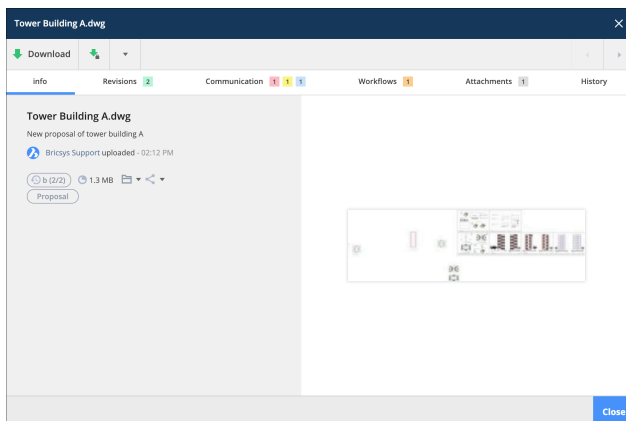 Tower Building A.dwg
Download
info Revisions 2 Communication 1 1 1 Workflows 1 Attachments 1 History
Tower Building A.dwg
New proposal of tower building A
Bricsys Support uploaded - 02:12 PM
b (2/2) 1.3 MB
Proposal
Close